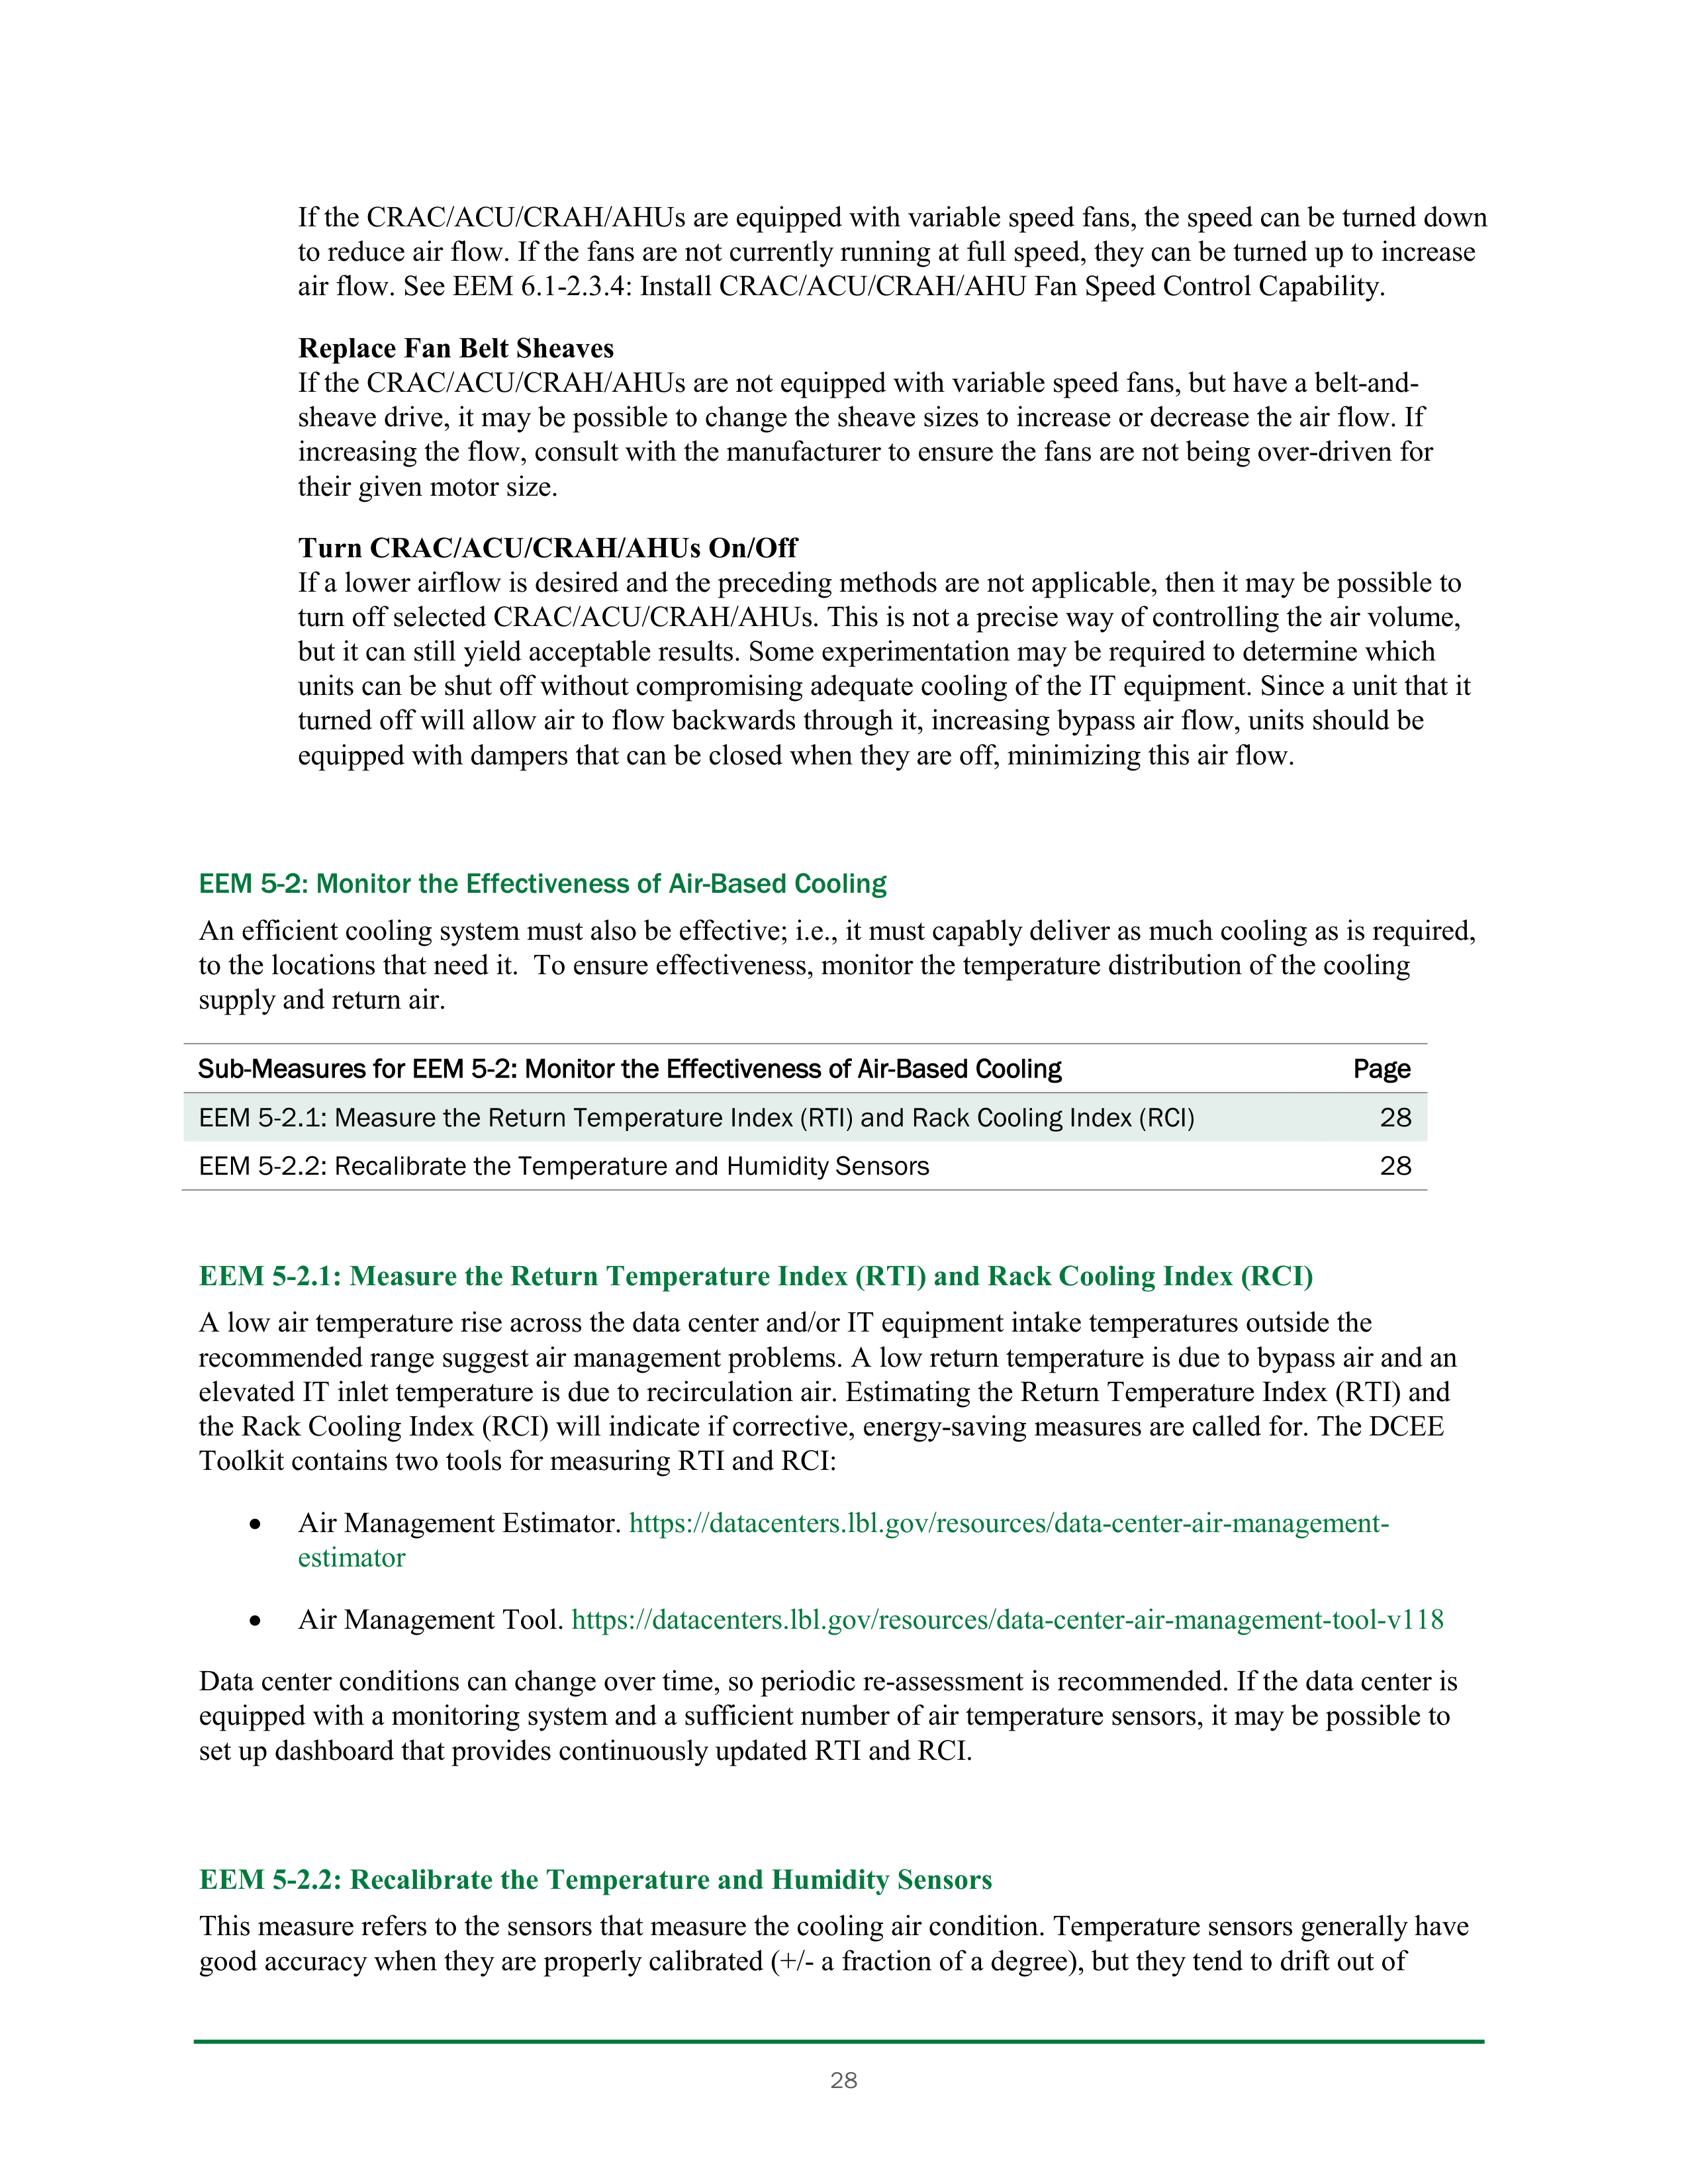 If the CRAC/ACU/CRAH/AHUs are equipped with variable speed fans, the speed can be turned down
to reduce air flow. If the fans are not currently running at full speed, they can be turned up to increase
air flow. See EEM 6.1-2.3.4: Install CRAC/ACU/CRAH/AHU Fan Speed Control Capability.
Replace Fan Belt Sheaves
If the CRAC/ACU/CRAH/AHUs are not equipped with variable speed fans, but have a belt-and-
sheave drive, it may be possible to change the sheave sizes to increase or decrease the air flow. If
increasing the flow, consult with the manufacturer to ensure the fans are not being over-driven for
their given motor size.
Turn CRAC/ACU/CRAH/AHUs On/Off
If a lower airflow is desired and the preceding methods are not applicable, then it may be possible to
turn off selected CRAC/ACU/CRAH/AHUs. This is not a precise way of controlling the air volume,
but it can still yield acceptable results. Some experimentation may be required to determine which
units can be shut off without compromising adequate cooling of the IT equipment. Since a unit that it
turned off will allow air to flow backwards through it, increasing bypass air flow, units should be
equipped with dampers that can be closed when they are off, minimizing this air flow.
EEM 5-2: Monitor the Effectiveness of Air-Based Cooling
An efficient cooling system must also be effective; i.e., it must capably deliver as much cooling as is required,
to the locations that need it.  To ensure effectiveness, monitor the temperature distribution of the cooling
supply and return air.
Sub-Measures for EEM 5-2: Monitor the Effectiveness of Air-Based Cooling Page
EEM 5-2.1: Measure the Return Temperature Index (RTI) and Rack Cooling Index (RCI) 28
EEM 5-2.2: Recalibrate the Temperature and Humidity Sensors 28
EEM 5-2.1: Measure the Return Temperature Index (RTI) and Rack Cooling Index (RCI)
A low air temperature rise across the data center and/or IT equipment intake temperatures outside the
recommended range suggest air management problems. A low return temperature is due to bypass air and an
elevated IT inlet temperature is due to recirculation air. Estimating the Return Temperature Index (RTI) and
the Rack Cooling Index (RCI) will indicate if corrective, energy-saving measures are called for. The DCEE
Toolkit contains two tools for measuring RTI and RCI:
• Air Management Estimator. https://datacenters.lbl.gov/resources/data-center-air-management-
estimator
• Air Management Tool. https://datacenters.lbl.gov/resources/data-center-air-management-tool-v118
Data center conditions can change over time, so periodic re-assessment is recommended. If the data center is
equipped with a monitoring system and a sufficient number of air temperature sensors, it may be possible to
set up dashboard that provides continuously updated RTI and RCI.
EEM 5-2.2: Recalibrate the Temperature and Humidity Sensors
This measure refers to the sensors that measure the cooling air condition. Temperature sensors generally have
good accuracy when they are properly calibrated (+/- a fraction of a degree), but they tend to drift out of
28